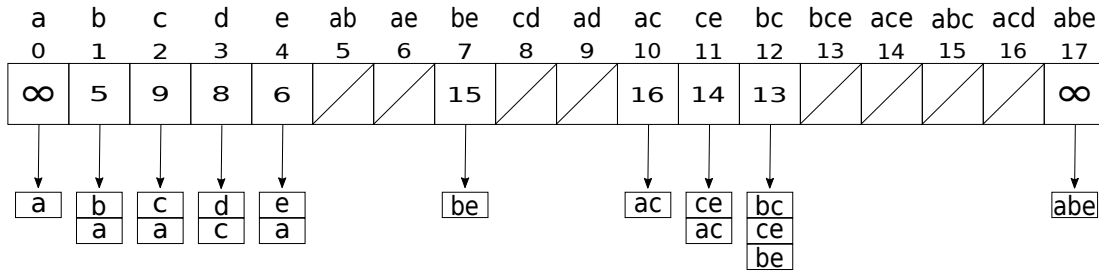 a b c d e ab ae be cd ad ac ce bc bce ace abc acd abe
0 1 2 3 4 5 6 7 8 9 10 11 12 13 14 15 16 17
∞ 5 9 8 6 15 16 14 13 ∞
a b c d e be ac ce bc abe
a a c a ac ce
be